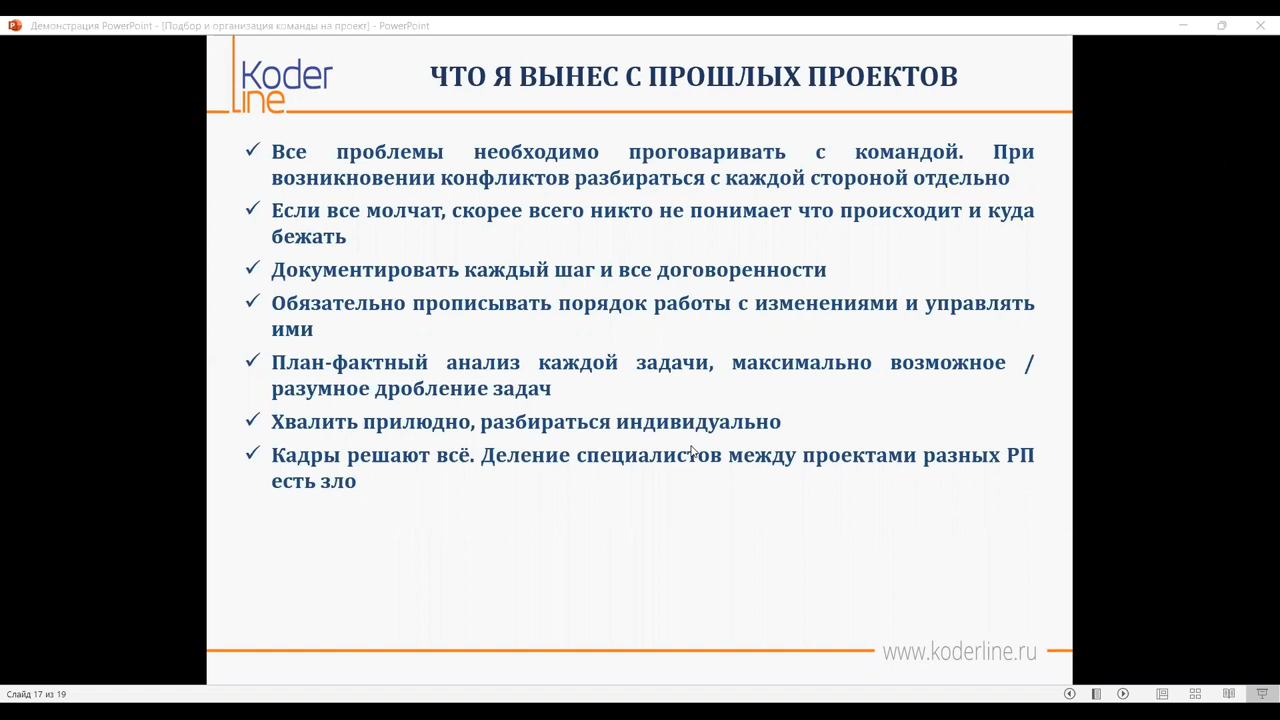 Демонстрация PowerPoint - [Подбор и организация команды на проект] - PowerPoint
Koder
line
ЧТО Я ВЫНЕС С ПРОШЛЫХ ПРОЕКТОВ
Все проблемы необходимо проговаривать с командой. При
возникновении конфликтов разбираться с каждой стороной отдельно
Если все молчат, скорее всего никто не понимает что происходит и куда
бежать
Документировать каждый шаг и все договоренности
Обязательно прописывать порядок работы с изменениями и управлять
ими
План-фактный анализ каждой задачи, максимально возможное /
разумное дробление задач
Хвалить прилюдно, разбираться индивидуально
Кадры решают всё. Деление специалистов между проектами разных РП
есть зло
www.koderline.ru
Слайд 17 из 19